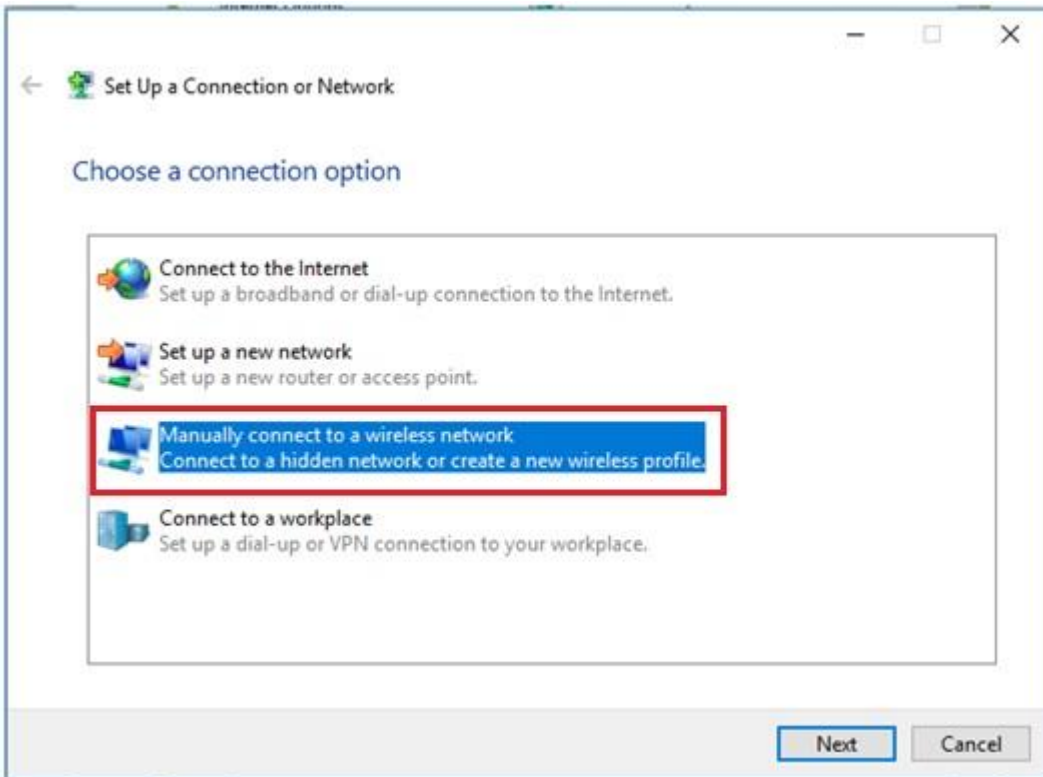 Set Up a Connection or Network
Choose a connection option
Connect to the Internet
Set up a broadband or dial-up connection to the Internet.
Set up a new network
Set up a new router or access point.
Manually connect to a wireless network
Connect to a hidden network or create a new wireless profile.
Connect to a workplace
Set up a dial-up or VPN connection to your workplace.
Next Cancel